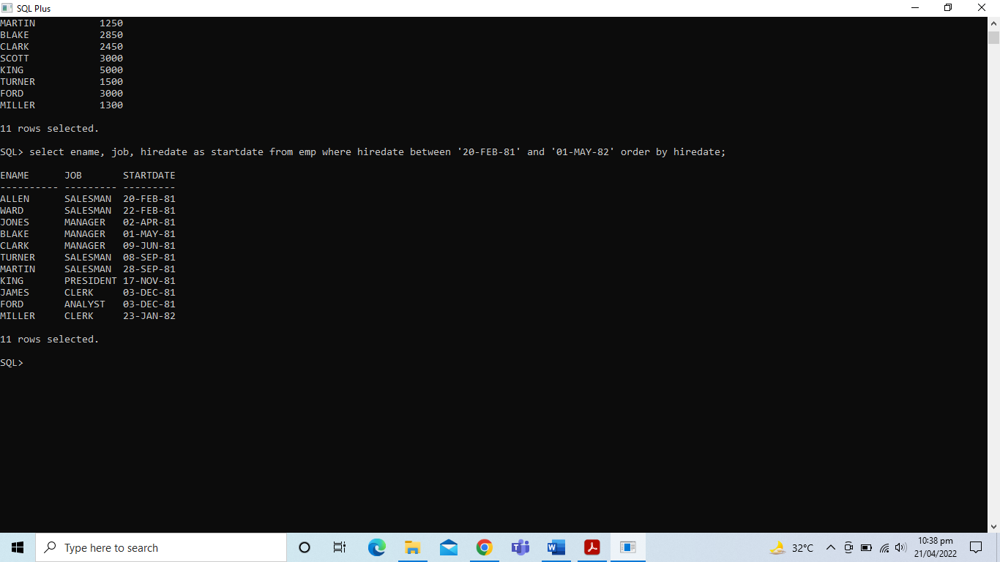 SQL Plus
MARTIN           1250
BLAKE            2850
CLARK            2450
SCOTT            3000
KING             5000
TURNER           1500
FORD             3000
MILLER           1300
11 rows selected.
SQL> select ename, job, hiredate as startdate from emp where hiredate between '20-FEB-81' and '01-MAY-82' order by hiredate;
ENAME      JOB       STARTDATE
---------- --------- ---------
ALLEN      SALESMAN  20-FEB-81
WARD       SALESMAN  22-FEB-81
JONES      MANAGER   02-APR-81
BLAKE      MANAGER   01-MAY-81
CLARK      MANAGER   09-JUN-81
TURNER     SALESMAN  08-SEP-81
MARTIN     SALESMAN  28-SEP-81
KING       PRESIDENT 17-NOV-81
JAMES      CLERK     03-DEC-81
FORD       ANALYST   03-DEC-81
MILLER     CLERK     23-JAN-82
11 rows selected.
SQL>
Type here to search
32°C
10:38 pm
21/04/2022